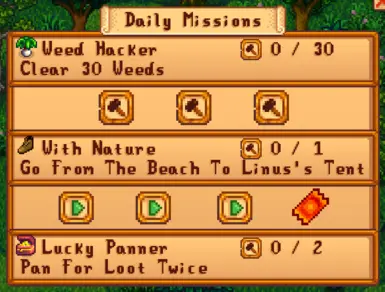 Daily Missions
Weed Hacker 0 / 30
Clear 30 Weeds
With Nature 0 / 1
Go From The Beach To Linus's Tent
Lucky Panner 0 / 2
Pan For Loot Twice